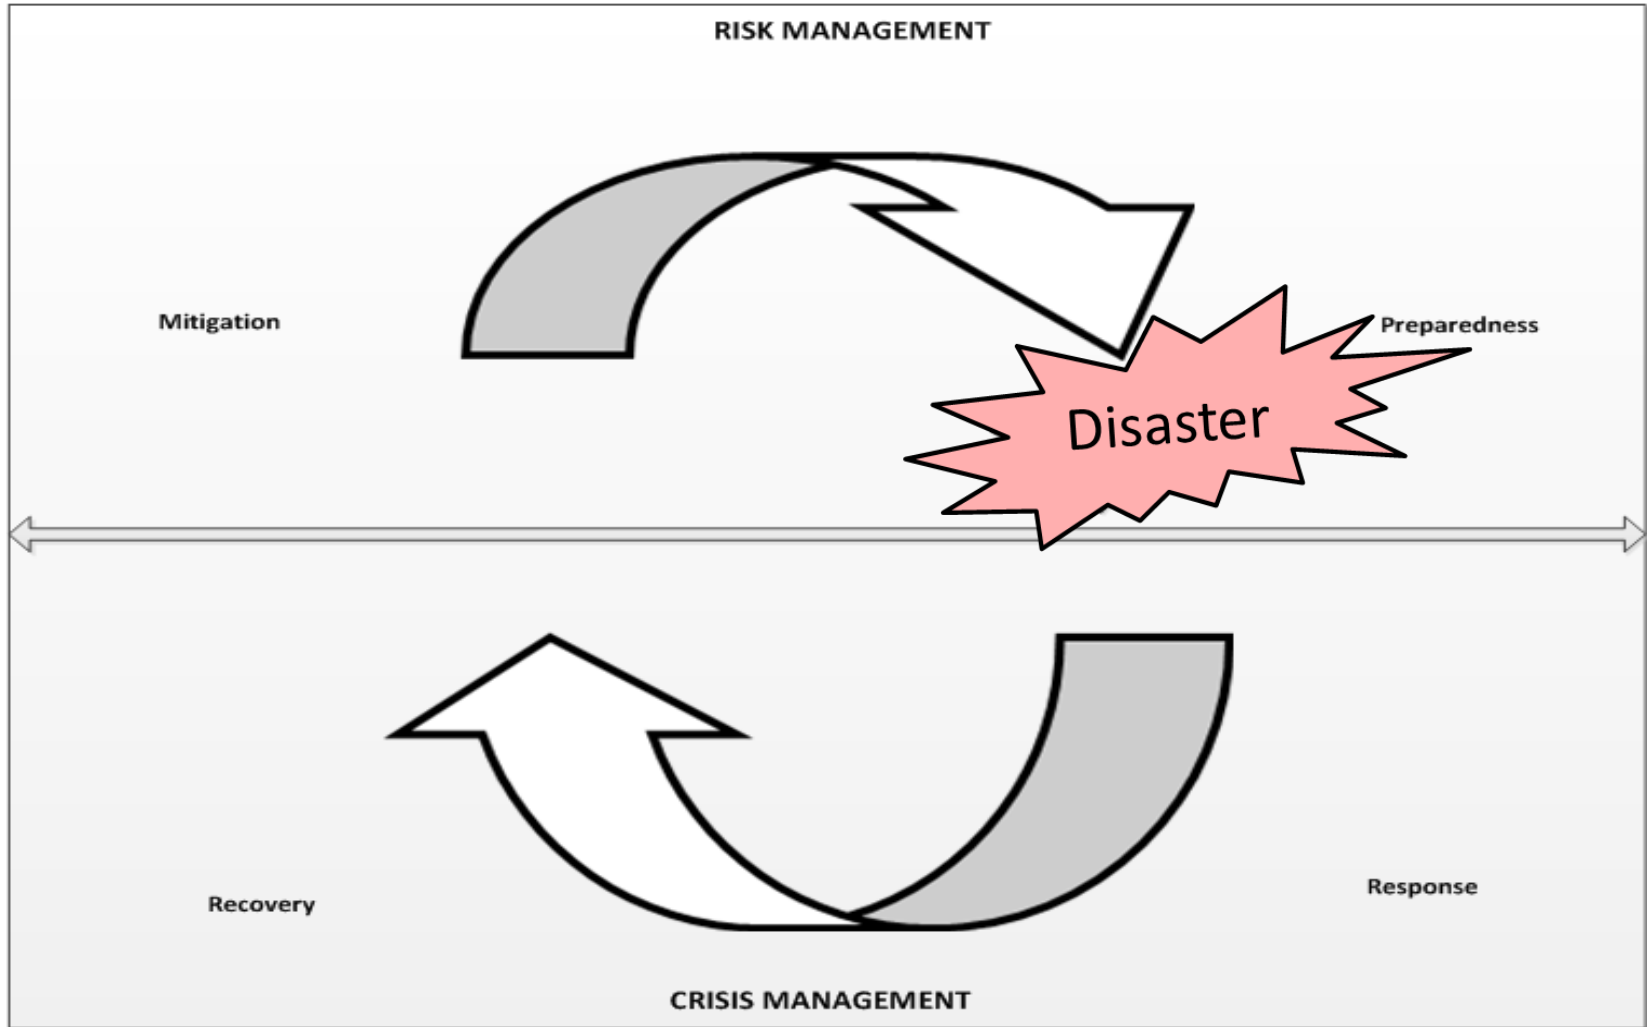 RISK MANAGEMENT
Mitigation
Preparedness
Disaster
Recovery
Response
CRISIS MANAGEMENT